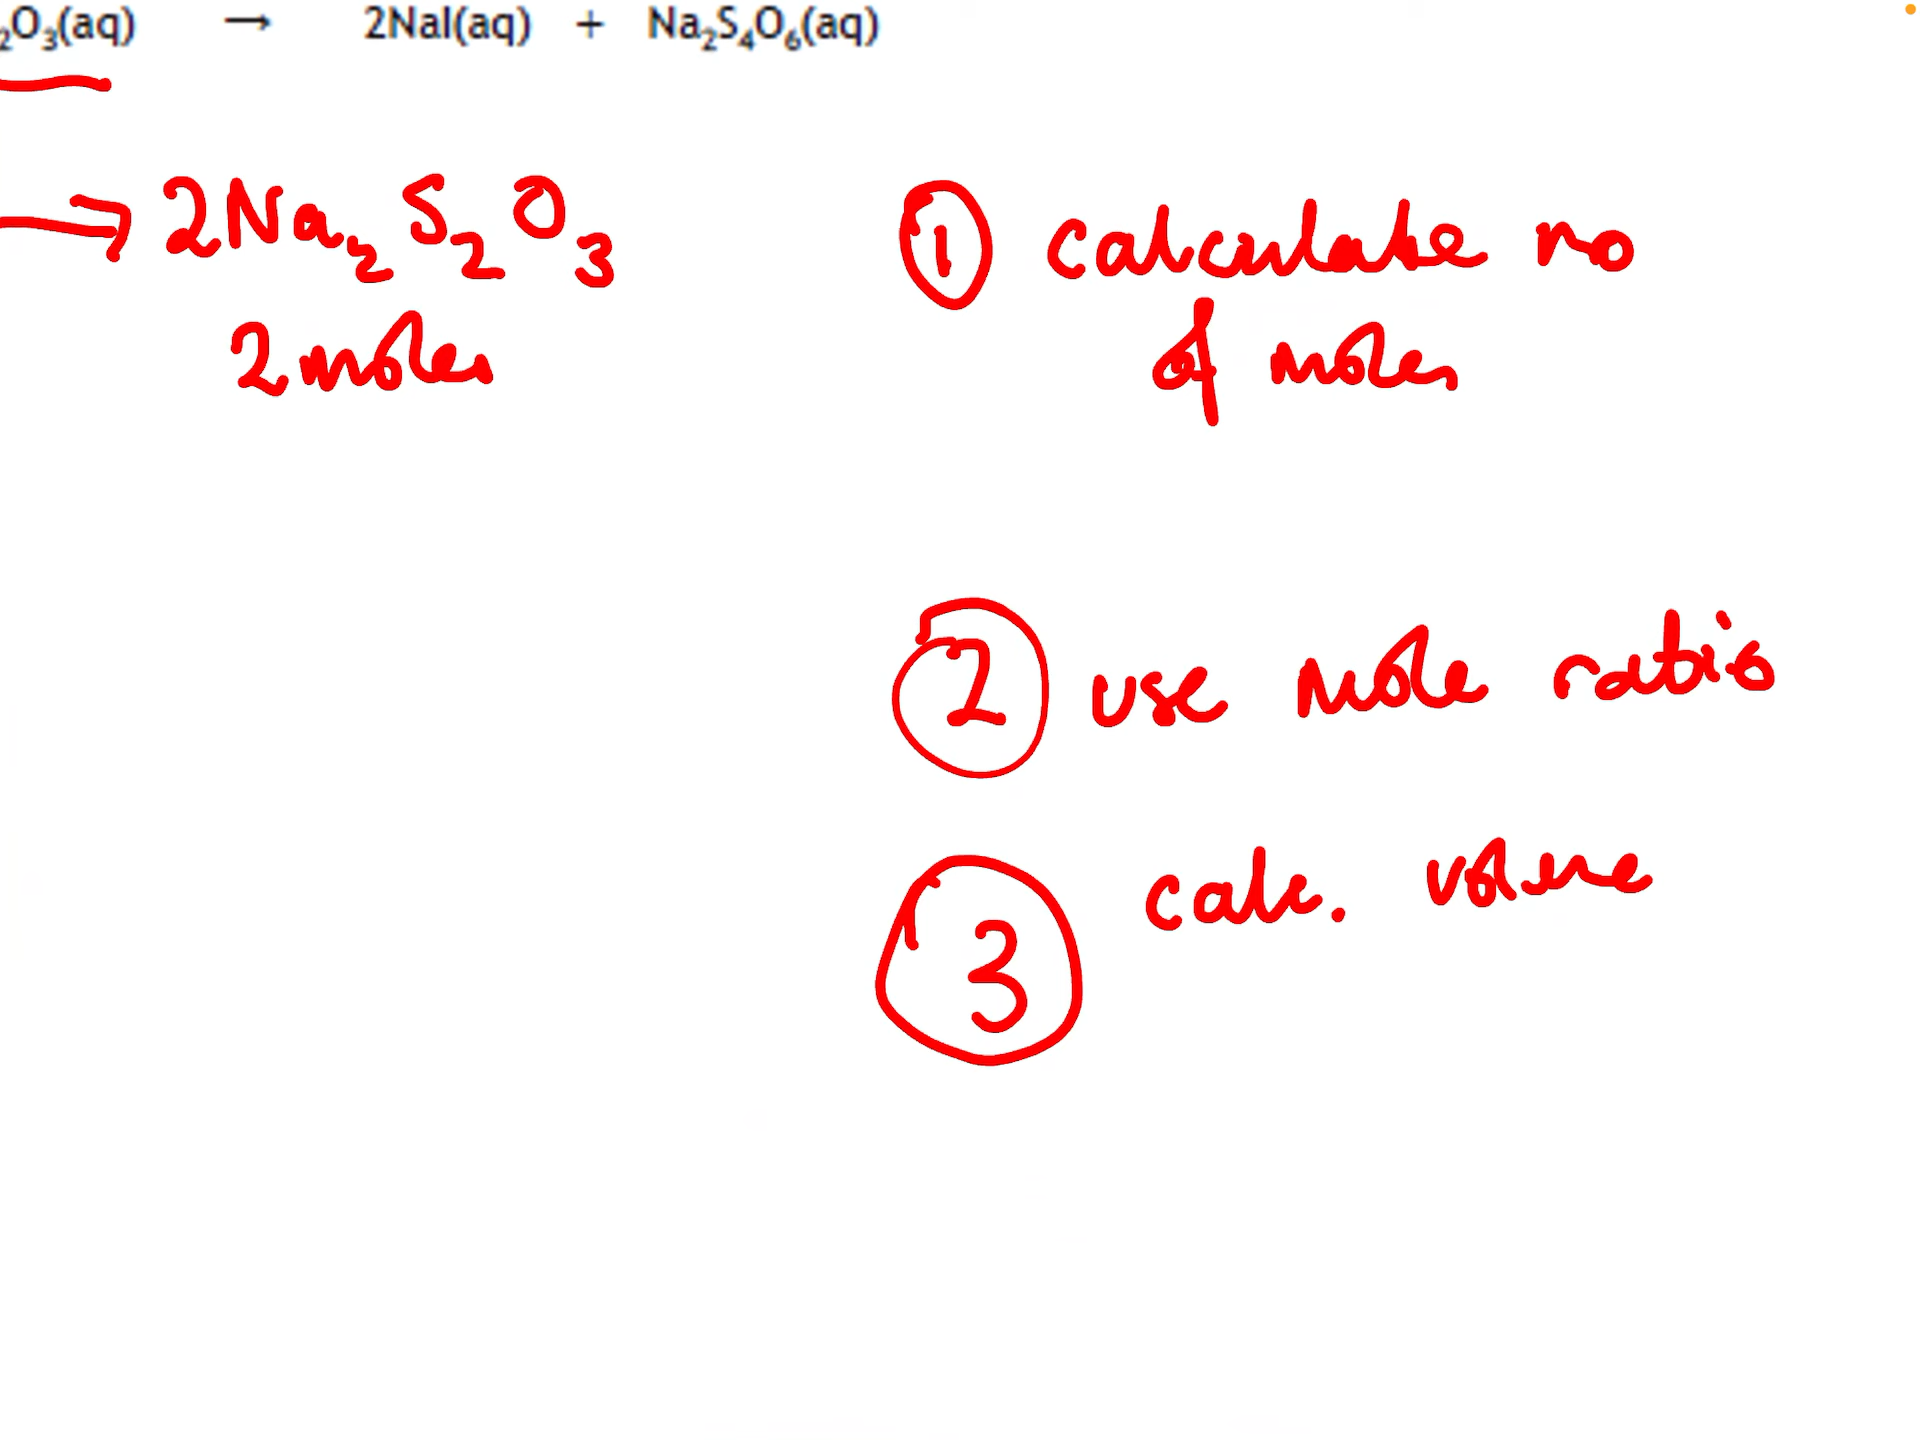 ₂O₃(aq) → 2NaI(aq) + Na₂S₄O₆(aq)
⇒ 2Na₂S₂O₃
2 moles
① calculate no
of moles
② use mole ratio
③ calc. volume